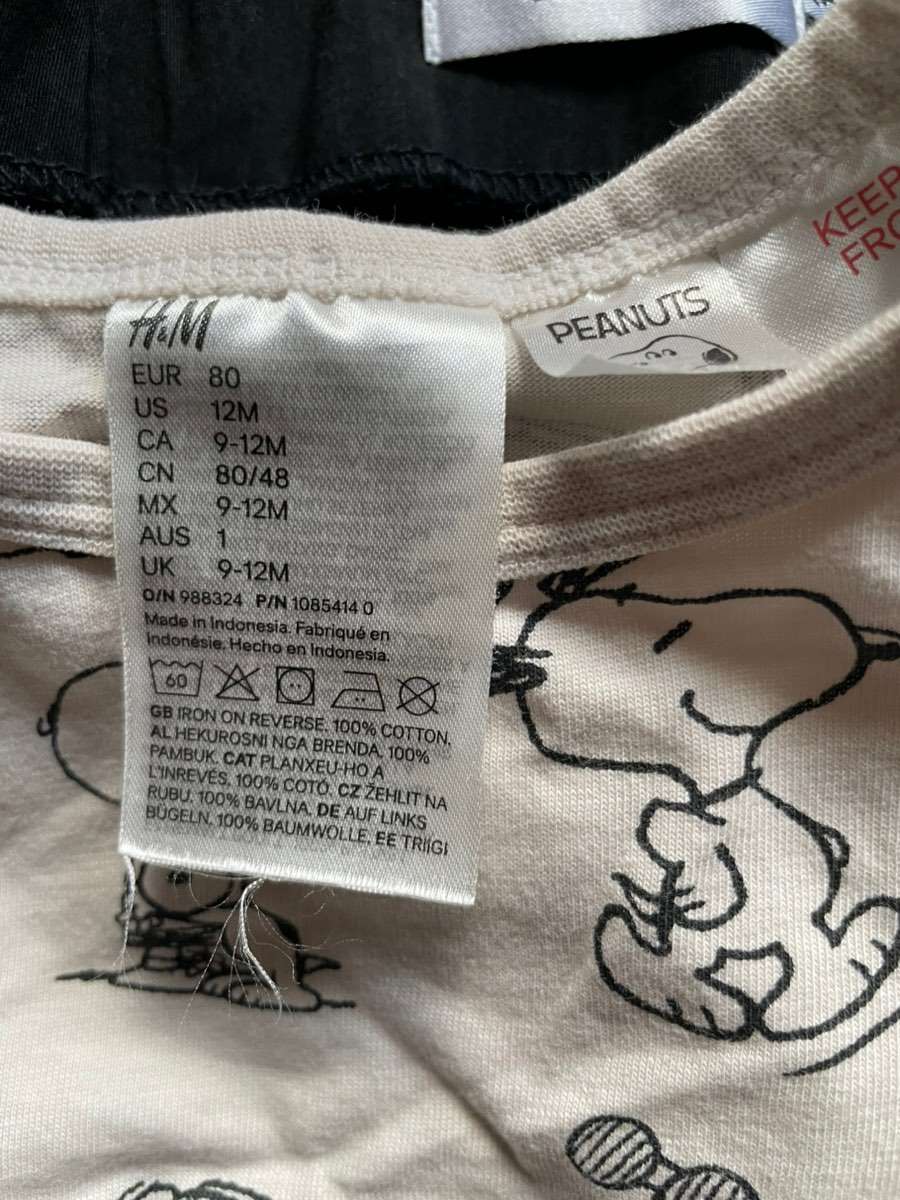 H&M
EUR 80
US 12M
CA 9-12M
CN 80/48
MX 9-12M
AUS 1
UK 9-12M
O/N 988324 P/N 1085414 0
Made in Indonesia. Fabriqué en
Indonésie. Hecho en Indonesia.
60
GB IRON ON REVERSE. 100% COTTON.
AL HEKUROSNI NGA BRENDA. 100%
PAMBUK. CAT PLANXEU-HO A
L'INREVÉS. 100% COTÓ. CZ ŽEHLIT NA
RUBU. 100% BAVLNA. DE AUF LINKS
BÜGELN. 100% BAUMWOLLE. EE TRIIGI
PEANUTS
KEEP